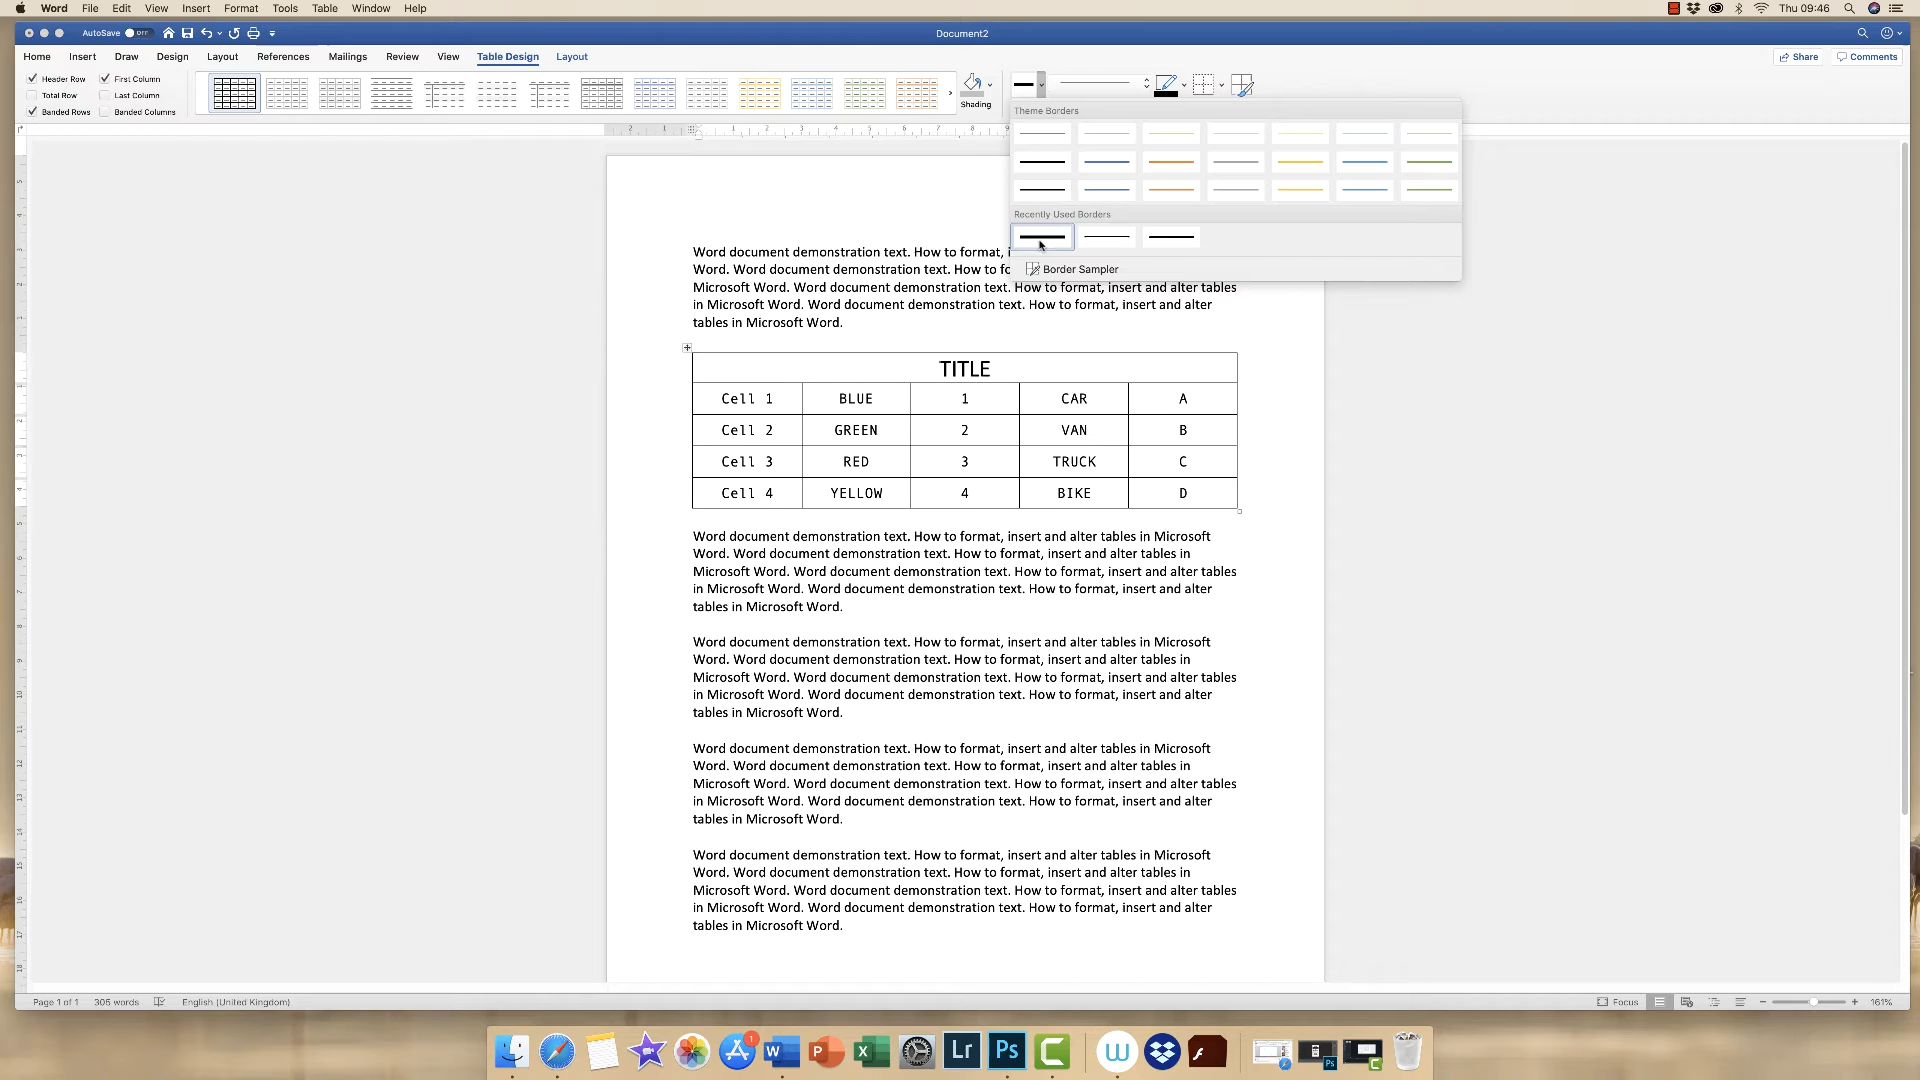 Word File Edit View Insert Format Tools Table Window Help Thu 09:46
AutoSave OFF Document2
Home Insert Draw Design Layout References Mailings Review View Table Design Layout Share Comments
Header Row First Column
Total Row Last Column
Banded Rows Banded Columns
Shading
Theme Borders
Recently Used Borders
Border Sampler
Word document demonstration text. How to format,
Word. Word document demonstration text. How to fo
Microsoft Word. Word document demonstration text. How to format, insert and alter tables
in Microsoft Word. Word document demonstration text. How to format, insert and alter
tables in Microsoft Word.
TITLE
Cell 1 BLUE 1 CAR A
Cell 2 GREEN 2 VAN B
Cell 3 RED 3 TRUCK C
Cell 4 YELLOW 4 BIKE D
Word document demonstration text. How to format, insert and alter tables in Microsoft
Word. Word document demonstration text. How to format, insert and alter tables in
Microsoft Word. Word document demonstration text. How to format, insert and alter tables
in Microsoft Word. Word document demonstration text. How to format, insert and alter
tables in Microsoft Word.
Word document demonstration text. How to format, insert and alter tables in Microsoft
Word. Word document demonstration text. How to format, insert and alter tables in
Microsoft Word. Word document demonstration text. How to format, insert and alter tables
in Microsoft Word. Word document demonstration text. How to format, insert and alter
tables in Microsoft Word.
Word document demonstration text. How to format, insert and alter tables in Microsoft
Word. Word document demonstration text. How to format, insert and alter tables in
Microsoft Word. Word document demonstration text. How to format, insert and alter tables
in Microsoft Word. Word document demonstration text. How to format, insert and alter
tables in Microsoft Word.
Word document demonstration text. How to format, insert and alter tables in Microsoft
Word. Word document demonstration text. How to format, insert and alter tables in
Microsoft Word. Word document demonstration text. How to format, insert and alter tables
in Microsoft Word. Word document demonstration text. How to format, insert and alter
tables in Microsoft Word.
Page 1 of 1 305 words English (United Kingdom) Focus 161%
W P X Lr Ps C W